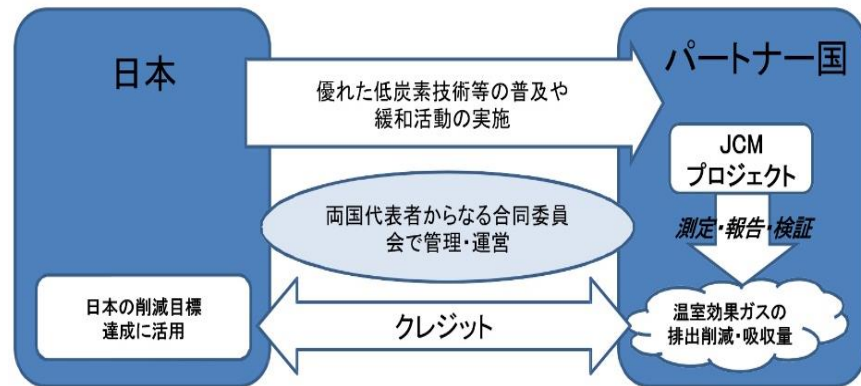 日本
優れた低炭素技術等の普及や
緩和活動の実施
両国代表者からなる合同委員
会で管理・運営
日本の削減目標
達成に活用
クレジット
パートナー国
JCM
プロジェクト
測定・報告・検証
温室効果ガスの
排出削減・吸収量